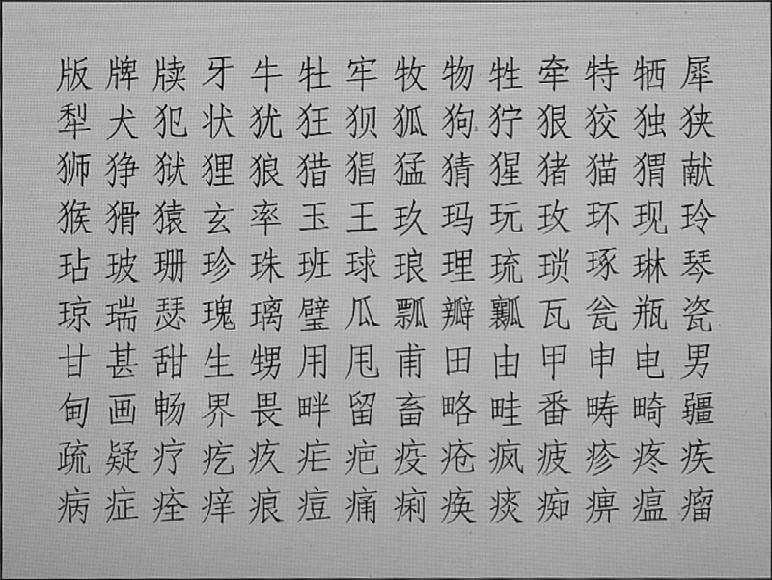 版牌牍牙牛牡牢牧物牲牵特牺犀
犁犬犯状犹狂狈狐狗狞狠狡独狭
狮狰狱狸狼猎猖猛猜猩猪猫猬献
猴猾猿玄率玉王玖玛玩玫环现玲
玷玻珊珍珠班球琅理琉琐琢琳琴
琼瑞瑟瑰璃璧瓜瓢瓣瓤瓦瓮瓶瓷
甘甚甜生甥用甩甫田由甲申电男
甸画畅界畏畔留畜略畦番畴畸疆
疏疑疗疙疚疟疤疫疮疯疲疹疼疾
病症痊痒痕痘痛痢痪痰痴痹瘟瘤